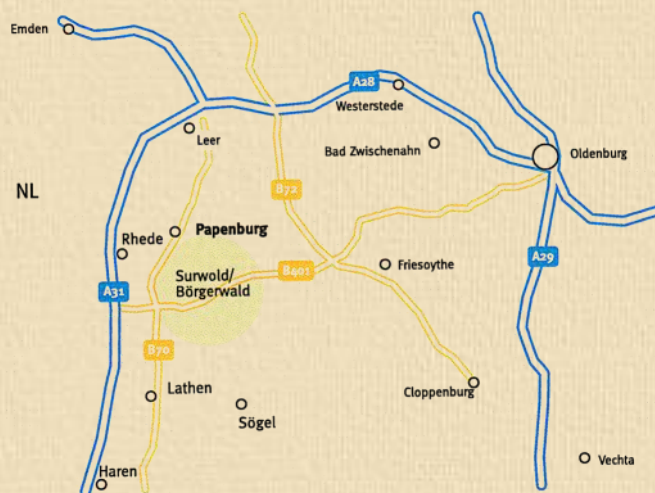 Emden
A28
Westerstede
Leer
Bad Zwischenahn
Oldenburg
NL
B72
Papenburg
Rhede
Surwold/
Börgerwald
B401
Friesoythe
A29
A31
B70
Lathen
Cloppenburg
Sögel
Haren
Vechta